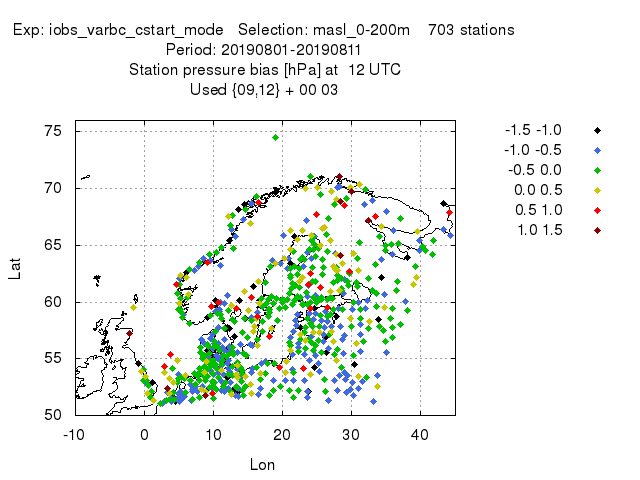 Exp: iobs_varbc_cstart_mode Selection: masl_0-200m 703 stations
Period: 20190801-20190811
Station pressure bias [hPa] at 12 UTC
Used {09,12} + 00 03
75
70
65
60
55
50
Lat
-10 0 10 20 30 40
Lon
-1.5 -1.0
-1.0 -0.5
-0.5 0.0
0.0 0.5
0.5 1.0
1.0 1.5